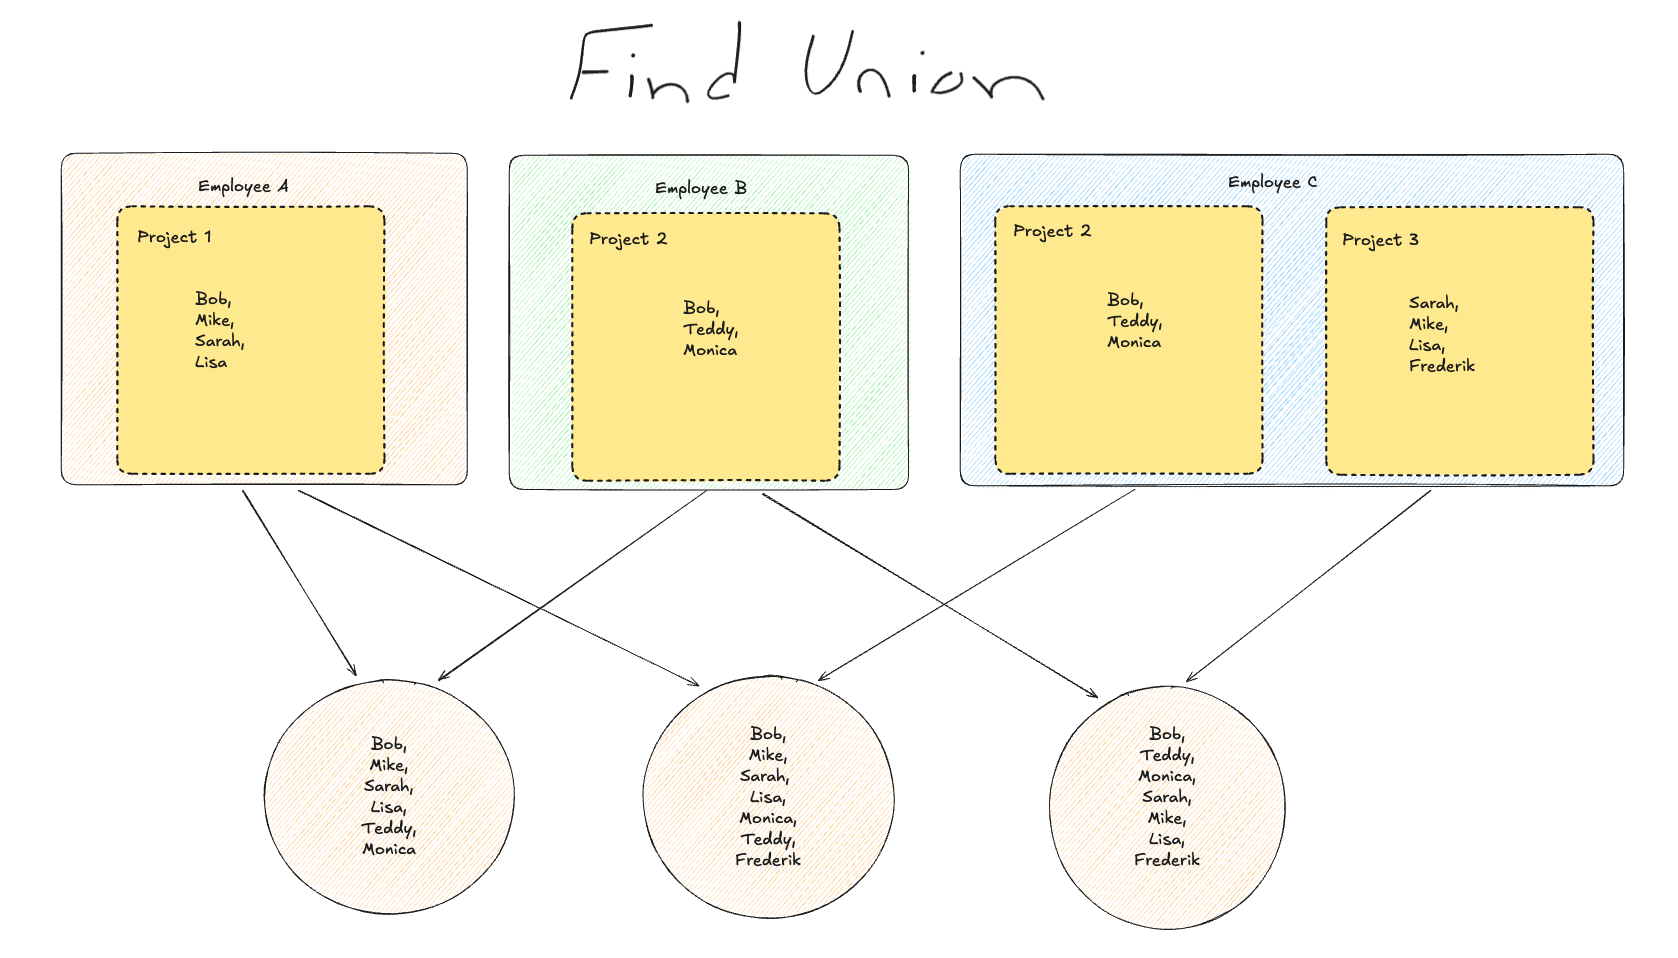 Find Union
Employee A
Project 1
Bob,
Mike,
Sarah,
Lisa
Employee B
Project 2
Bob,
Teddy,
Monica
Employee C
Project 2
Bob,
Teddy,
Monica
Project 3
Sarah,
Mike,
Lisa,
Frederik
Bob,
Mike,
Sarah,
Lisa,
Teddy,
Monica
Bob,
Mike,
Sarah,
Lisa,
Monica,
Teddy,
Frederik
Bob,
Teddy,
Monica,
Sarah,
Mike,
Lisa,
Frederik